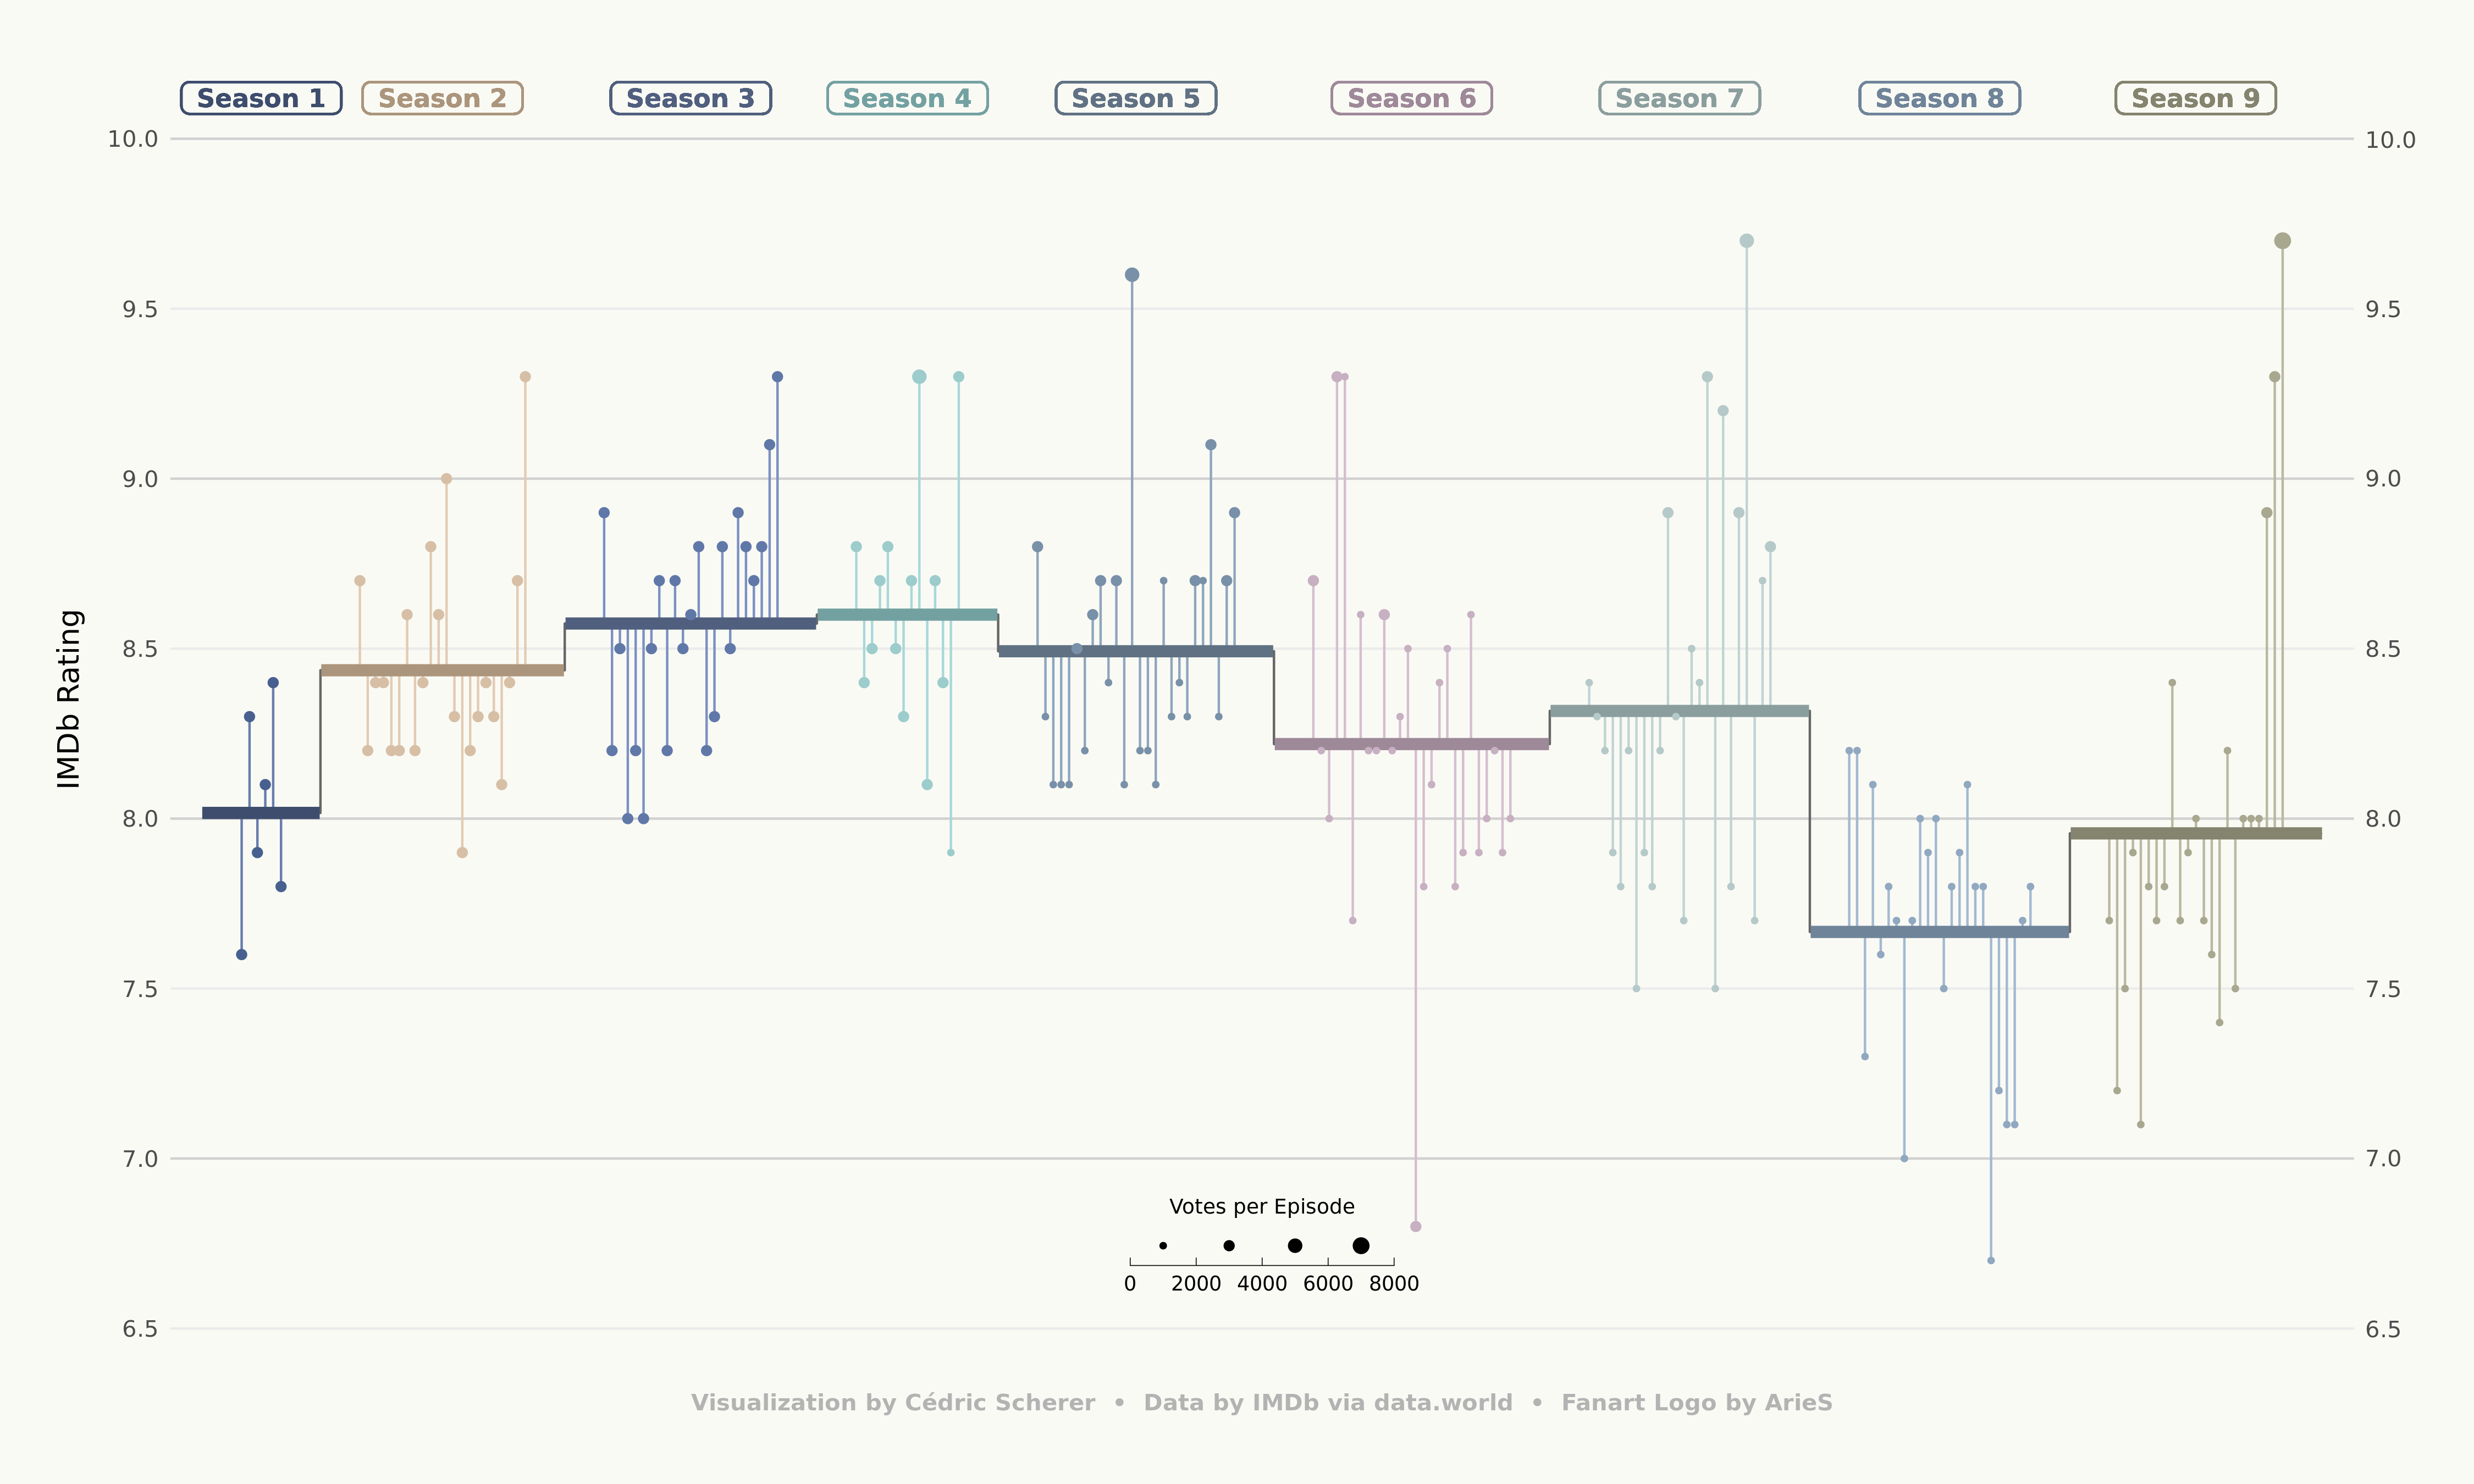 Season 1 Season 2 Season 3 Season 4 Season 5 Season 6 Season 7 Season 8 Season 9
10.0 10.0
9.5 9.5
9.0 9.0
8.5 8.5
IMDb Rating
8.0 8.0
7.5 7.5
7.0 7.0
Votes per Episode
0 2000 4000 6000 8000
6.5 6.5
Visualization by Cédric Scherer • Data by IMDb via data.world • Fanart Logo by ArieS